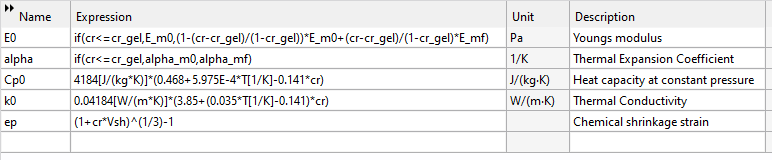 Name Expression Unit Description
E0 if(cr<=cr_gel,E_m0,(1-(cr-cr_gel)/(1-cr_gel))*E_m0+(cr-cr_gel)/(1-cr_gel)*E_mf) Pa Youngs modulus
alpha if(cr<=cr_gel,alpha_m0,alpha_mf) 1/K Thermal Expansion Coefficient
Cp0 4184[J/(kg*K)]*(0.468+5.975E-4*T[1/K]-0.141*cr) J/(kg·K) Heat capacity at constant pressure
k0 0.04184[W/(m*K)]*(3.85+(0.035*T[1/K]-0.141)*cr) W/(m·K) Thermal Conductivity
ep (1+cr*Vsh)^(1/3)-1 Chemical shrinkage strain